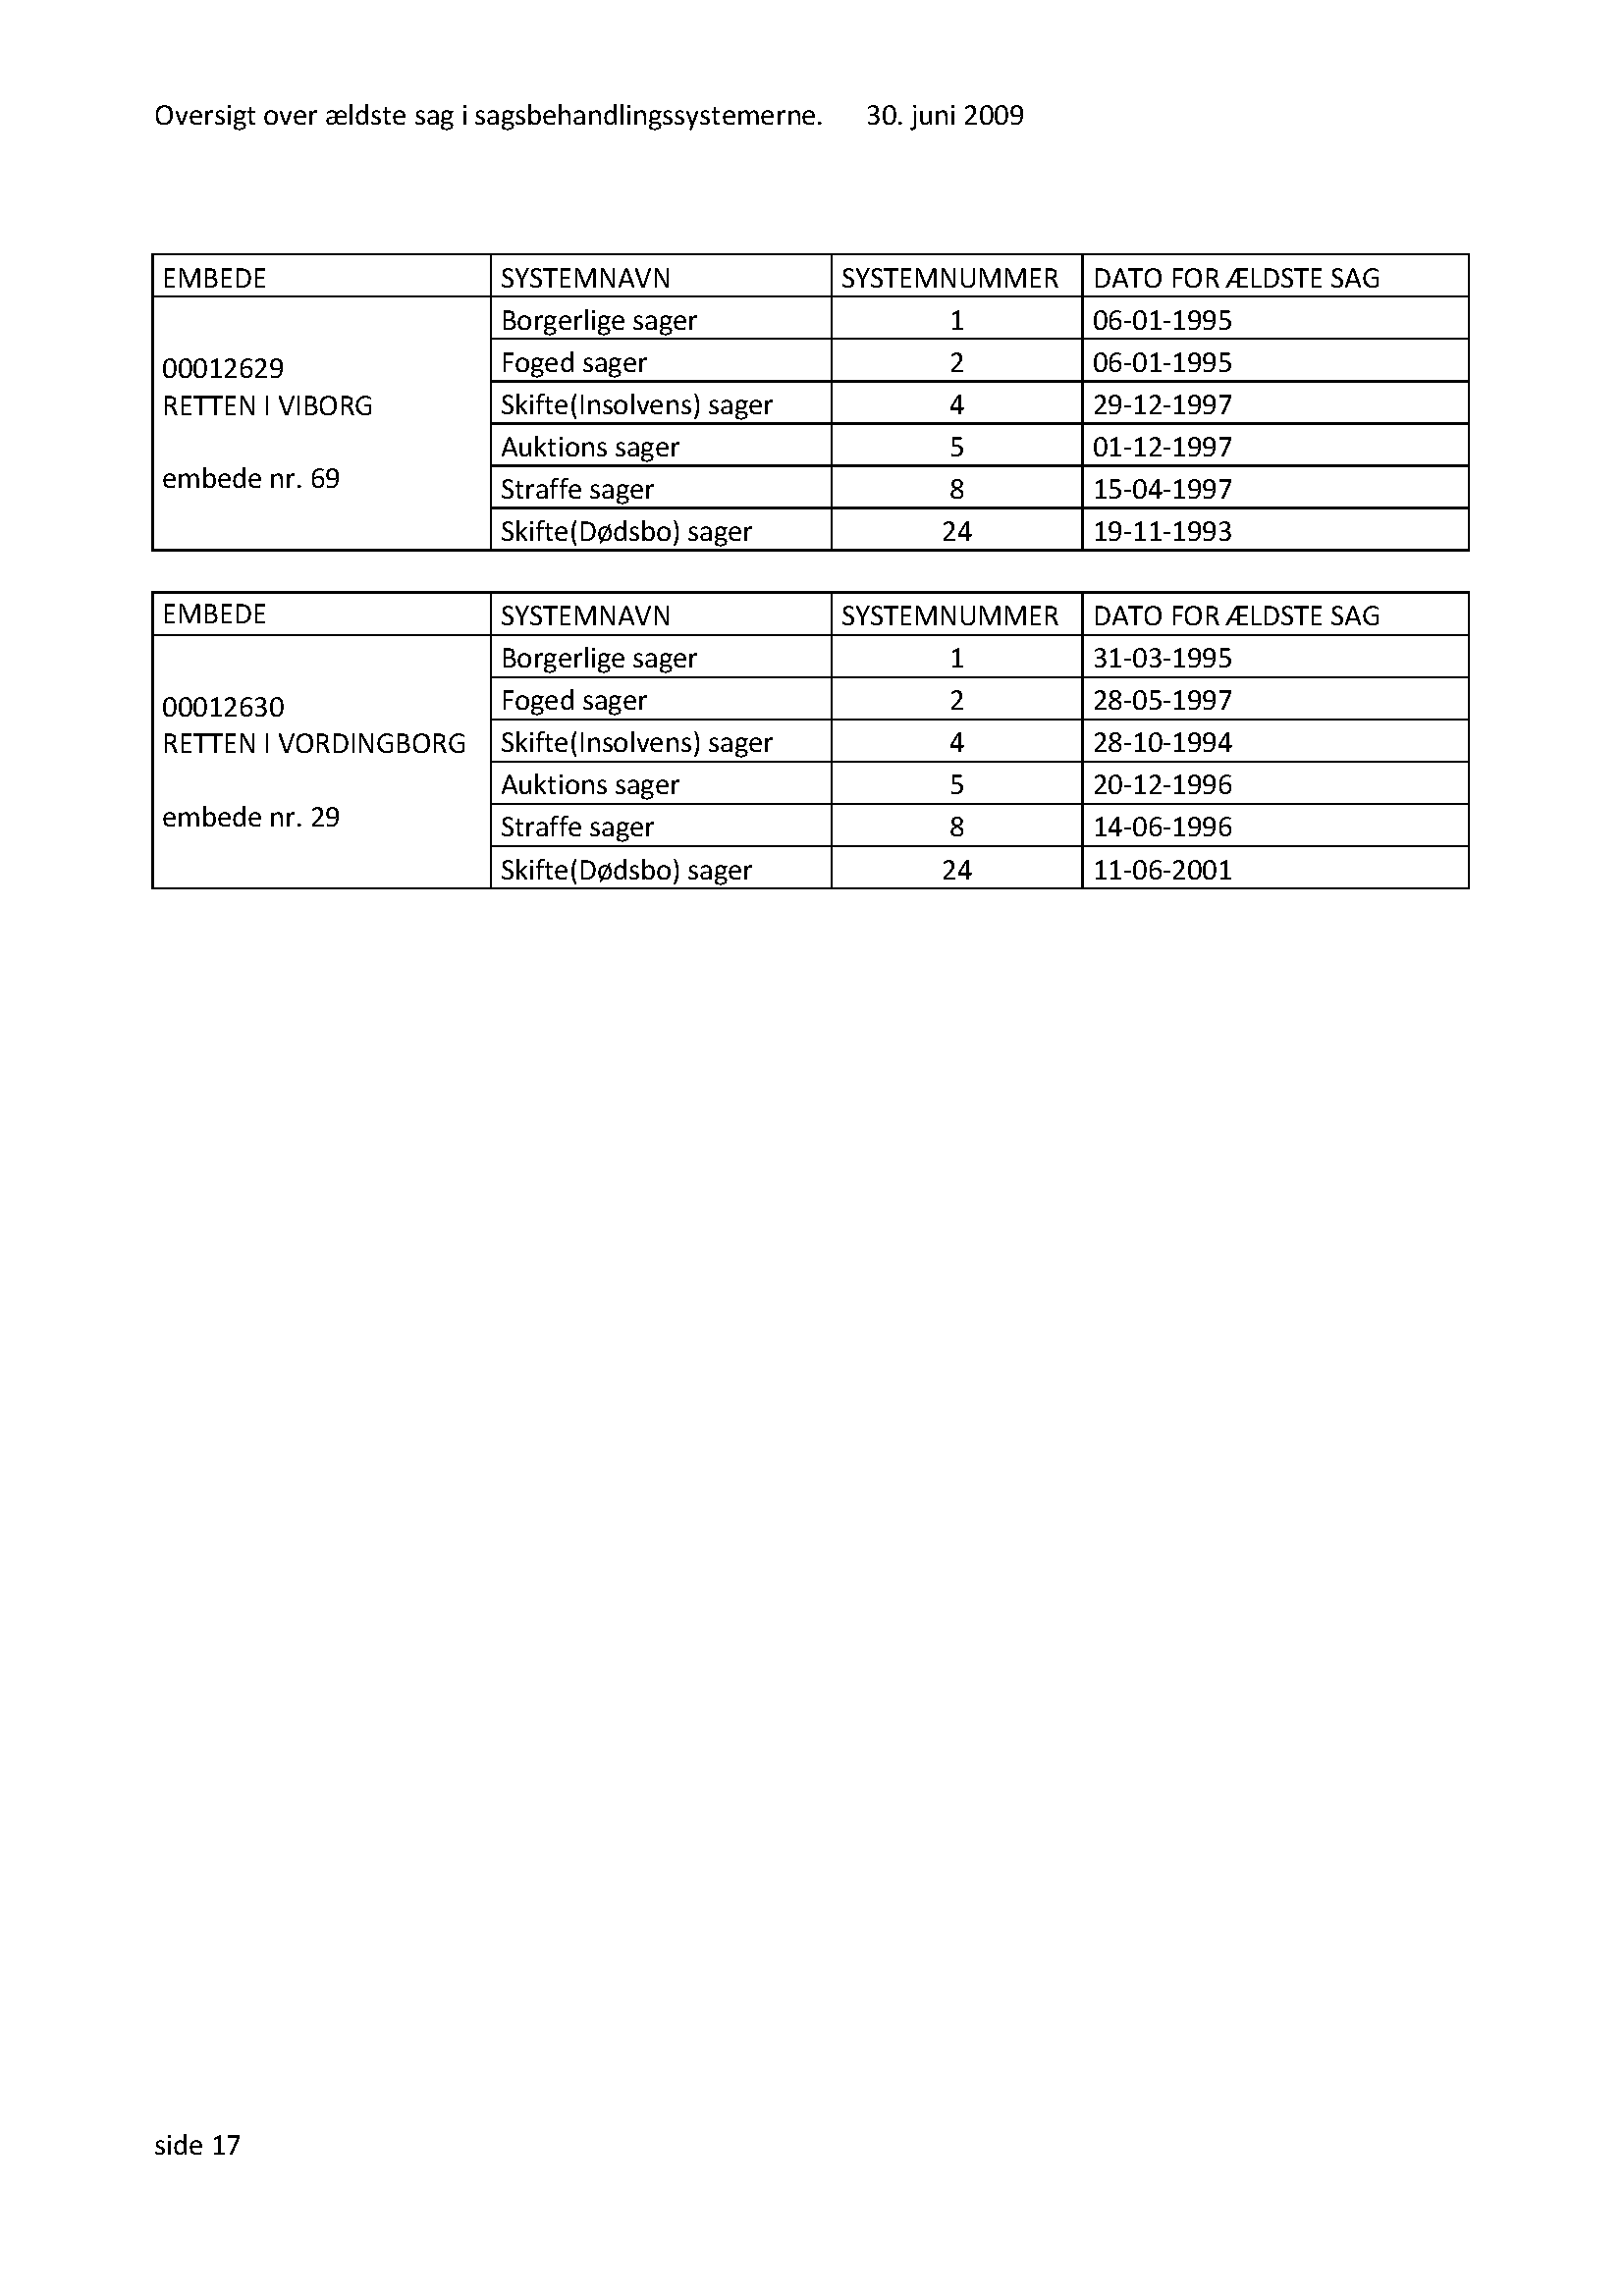 Oversigt over ældste sag i sagsbehandlingssystemerne. 30. juni 2009
EMBEDE SYSTEMNAVN SYSTEMNUMMER DATO FOR ÆLDSTE SAG
00012629
RETTEN I VIBORG
embede nr. 69
Borgerlige sager 1 06-01-1995
Foged sager 2 06-01-1995
Skifte(Insolvens) sager 4 29-12-1997
Auktions sager 5 01-12-1997
Straffe sager 8 15-04-1997
Skifte(Dødsbo) sager 24 19-11-1993
EMBEDE SYSTEMNAVN SYSTEMNUMMER DATO FOR ÆLDSTE SAG
00012630
RETTEN I VORDINGBORG
embede nr. 29
Borgerlige sager 1 31-03-1995
Foged sager 2 28-05-1997
Skifte(Insolvens) sager 4 28-10-1994
Auktions sager 5 20-12-1996
Straffe sager 8 14-06-1996
Skifte(Dødsbo) sager 24 11-06-2001
side 17